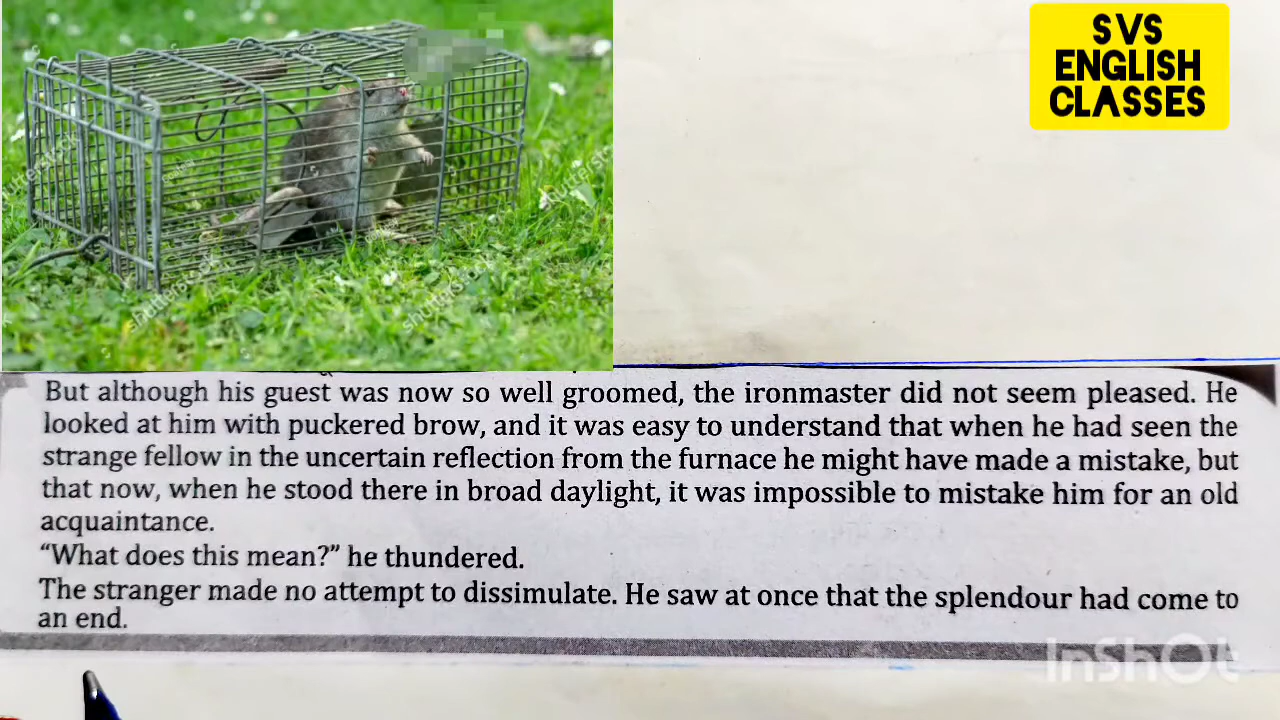 SVS
ENGLISH
CLASSES
shutterstock
shutterstock
But although his guest was now so well groomed, the ironmaster did not seem pleased. He
looked at him with puckered brow, and it was easy to understand that when he had seen the
strange fellow in the uncertain reflection from the furnace he might have made a mistake, but
that now, when he stood there in broad daylight, it was impossible to mistake him for an old
acquaintance.
“What does this mean?” he thundered.
The stranger made no attempt to dissimulate. He saw at once that the splendour had come to
an end.
InShOt